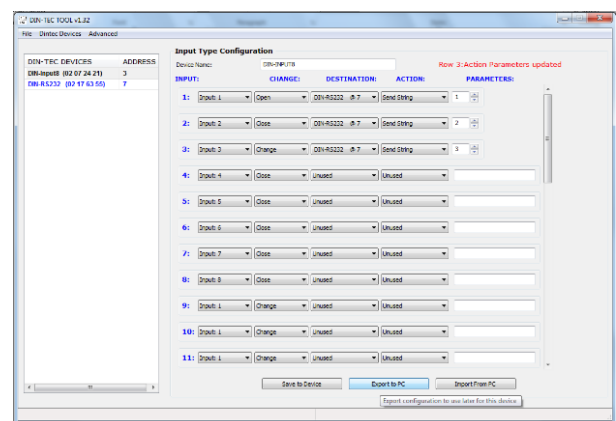 DIN-TEC TOOL v1.32
File Dintec Devices Advanced
DIN-TEC DEVICES ADDRESS
DIN-Input8 (02 07 24 21) 3
DIN-RS232 (02 17 63 55) 7
Input Type Configuration
Device Name: DIN-INPUT8 Row 3:Action Parameters updated
INPUT: CHANGE: DESTINATION: ACTION: PARAMETERS:
1: Input: 1 Open DIN-RS232 @ 7 Send String 1
2: Input: 2 Close DIN-RS232 @ 7 Send String 2
3: Input: 3 Change DIN-RS232 @ 7 Send String 3
4: Input: 4 Close Unused Unused
5: Input: 5 Close Unused Unused
6: Input: 6 Close Unused Unused
7: Input: 7 Close Unused Unused
8: Input: 8 Close Unused Unused
9: Input: 1 Change Unused Unused
10: Input: 1 Change Unused Unused
11: Input: 1 Change Unused Unused
Save to Device Export to PC Import From PC
Export configuration to use later for this device